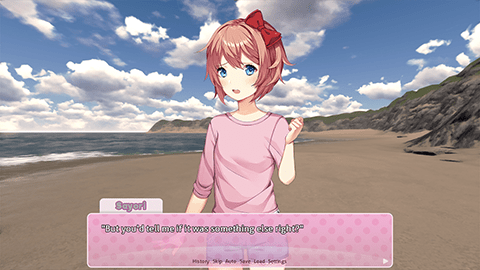 Sayori
"But you'd tell me if it was something else right?"
History Skip Auto Save Load Settings